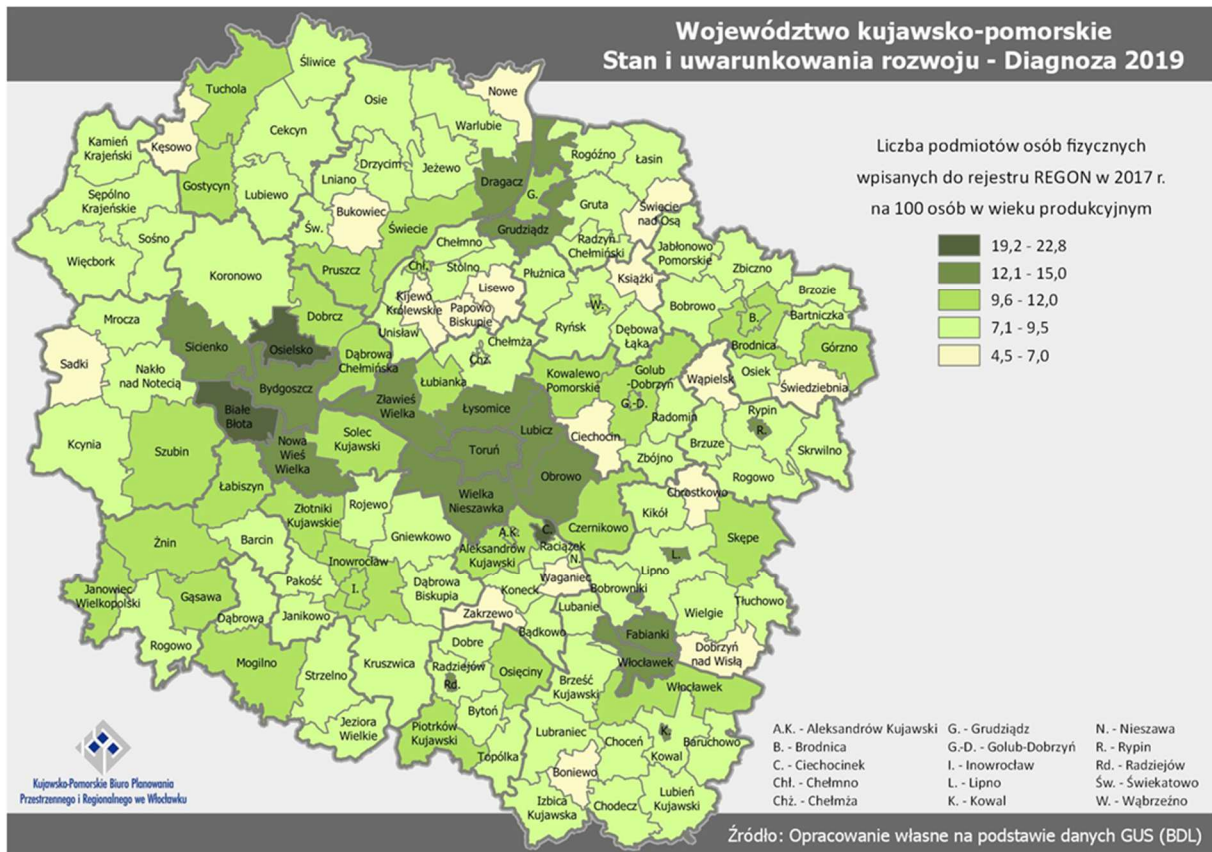 Województwo kujawsko-pomorskie
Stan i uwarunkowania rozwoju - Diagnoza 2019
Liczba podmiotów osób fizycznych
wpisanych do rejestru REGON w 2017 r.
na 100 osób w wieku produkcyjnym
19,2 - 22,8
12,1 - 15,0
9,6 - 12,0
7,1 - 9,5
4,5 - 7,0
Śliwice
Tuchola
Nowe
Osie
Warlubie
Cekcyn
Kamień
Krajeński
Kęsowo
Rogóźno
Łasin
Drzycim
Jeżewo
Lniano
Dragacz
G.
Gostycyn
Lubiewo
Sępólno
Krajeńskie
Bukowiec
Gruta
Świecie
nad Osą
Św.
Świecie
Grudziądz
Sośno
Chełmno
Radzyń
Chełmiński
Jabłonowo
Pomorskie
Więcbork
Koronowo
Pruszcz
Chł.
Stolno
Płużnica
Książki
Zbiczno
Lisewo
Brzozie
Kijewo
Królewskie
Papowo
Biskupie
W.
Bobrowo
Bartniczka
Mrocza
Dobrcz
Unisław
Ryńsk
Dębowa
Łąka
B.
Brodnica
Sicienko
Osielsko
Chełmża
Górzno
Dąbrowa
Chełmińska
Chż.
Sadki
Nakło
nad Notecią
Łubianka
Kowalewo
Pomorskie
Golub
-Dobrzyń
Wąpielsk
Osiek
Świedziebnia
Bydgoszcz
G.-D.
Zławieś
Wielka
Łysomice
Radomin
Rypin
Białe
Błota
Lubicz
R.
Kcynia
Szubin
Nowa
Wieś
Wielka
Solec
Kujawski
Toruń
Ciechocin
Brzuze
Skrwilno
Zbójno
Obrowo
Rogowo
Łabiszyn
Wielka
Nieszawka
Chrostkowo
Złotniki
Kujawskie
Rojewo
Kikół
Czernikowo
Żnin
Barcin
Gniewkowo
A.K.
C.
Raciążek
Skępe
Aleksandrów
Kujawski
N.
L.
Lipno
Inowrocław
Pakość
I.
Dąbrowa
Biskupia
Koneck
Waganiec
Bobrowniki
Janowiec
Wielkopolski
Gąsawa
Tłuchowo
Dąbrowa
Janikowo
Zakrzewo
Lubanie
Wielgie
Bądkowo
Fabianki
Rogowo
Dobre
Dobrzyń
nad Wisłą
Mogilno
Kruszwica
Radziejów
Osięciny
Włocławek
Strzelno
Rd.
Brześć
Kujawski
Włocławek
Bytoń
Jeziora
Wielkie
Piotrków
Kujawski
Lubraniec
K.
Choceń
Baruchowo
Topólka
Kowal
Boniewo
Izbica
Kujawska
Chodecz
Lubień
Kujawski
A.K. - Aleksandrów Kujawski
B. - Brodnica
C. - Ciechocinek
Chł. - Chełmno
Chż. - Chełmża
G. - Grudziądz
G.-D. - Golub-Dobrzyń
I. - Inowrocław
L. - Lipno
K. - Kowal
N. - Nieszawa
R. - Rypin
Rd. - Radziejów
Św. - Świekatowo
W. - Wąbrzeźno
Kujawsko-Pomorskie Biuro Planowania
Przestrzennego i Regionalnego we Włocławku
Źródło: Opracowanie własne na podstawie danych GUS (BDL)